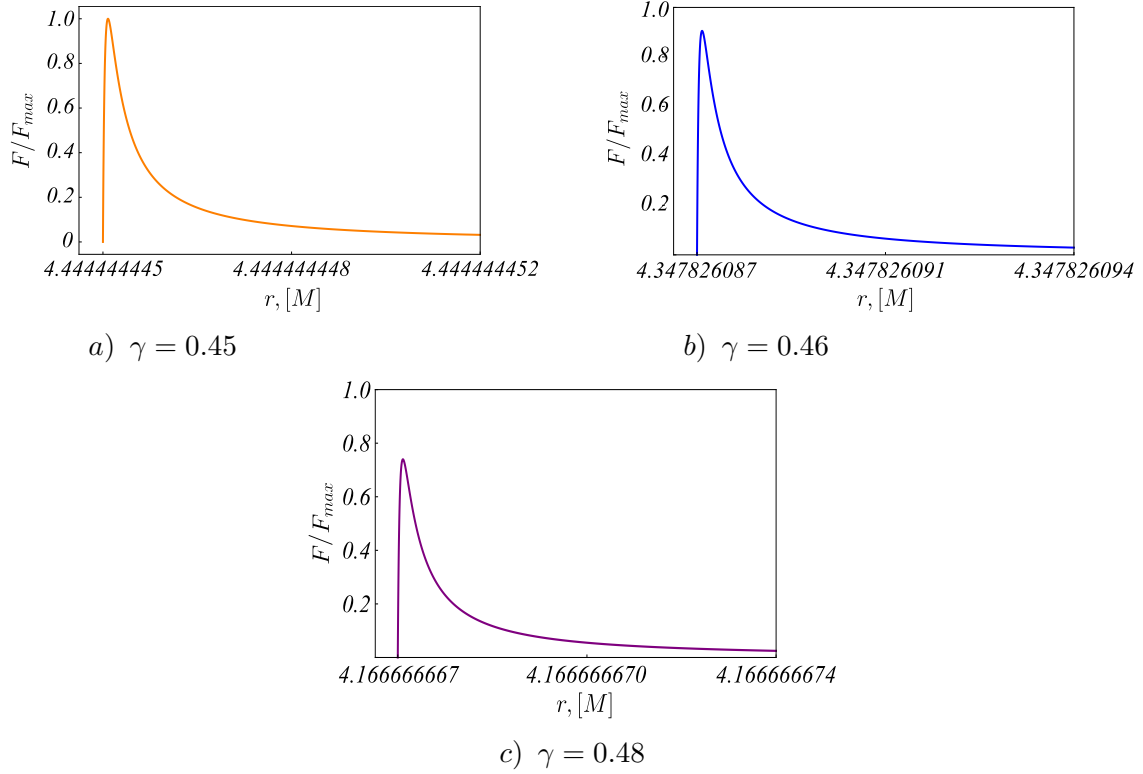 1.0
0.8
0.6
0.4
0.2
0
F/F_max
4.444444445
4.444444448
4.444444452
r, [M]
a) γ = 0.45
1.0
0.8
0.6
0.4
0.2
F/F_max
4.347826087
4.347826091
4.347826094
r, [M]
b) γ = 0.46
1.0
0.8
0.6
0.4
0.2
F/F_max
4.166666667
4.166666670
4.166666674
r, [M]
c) γ = 0.48